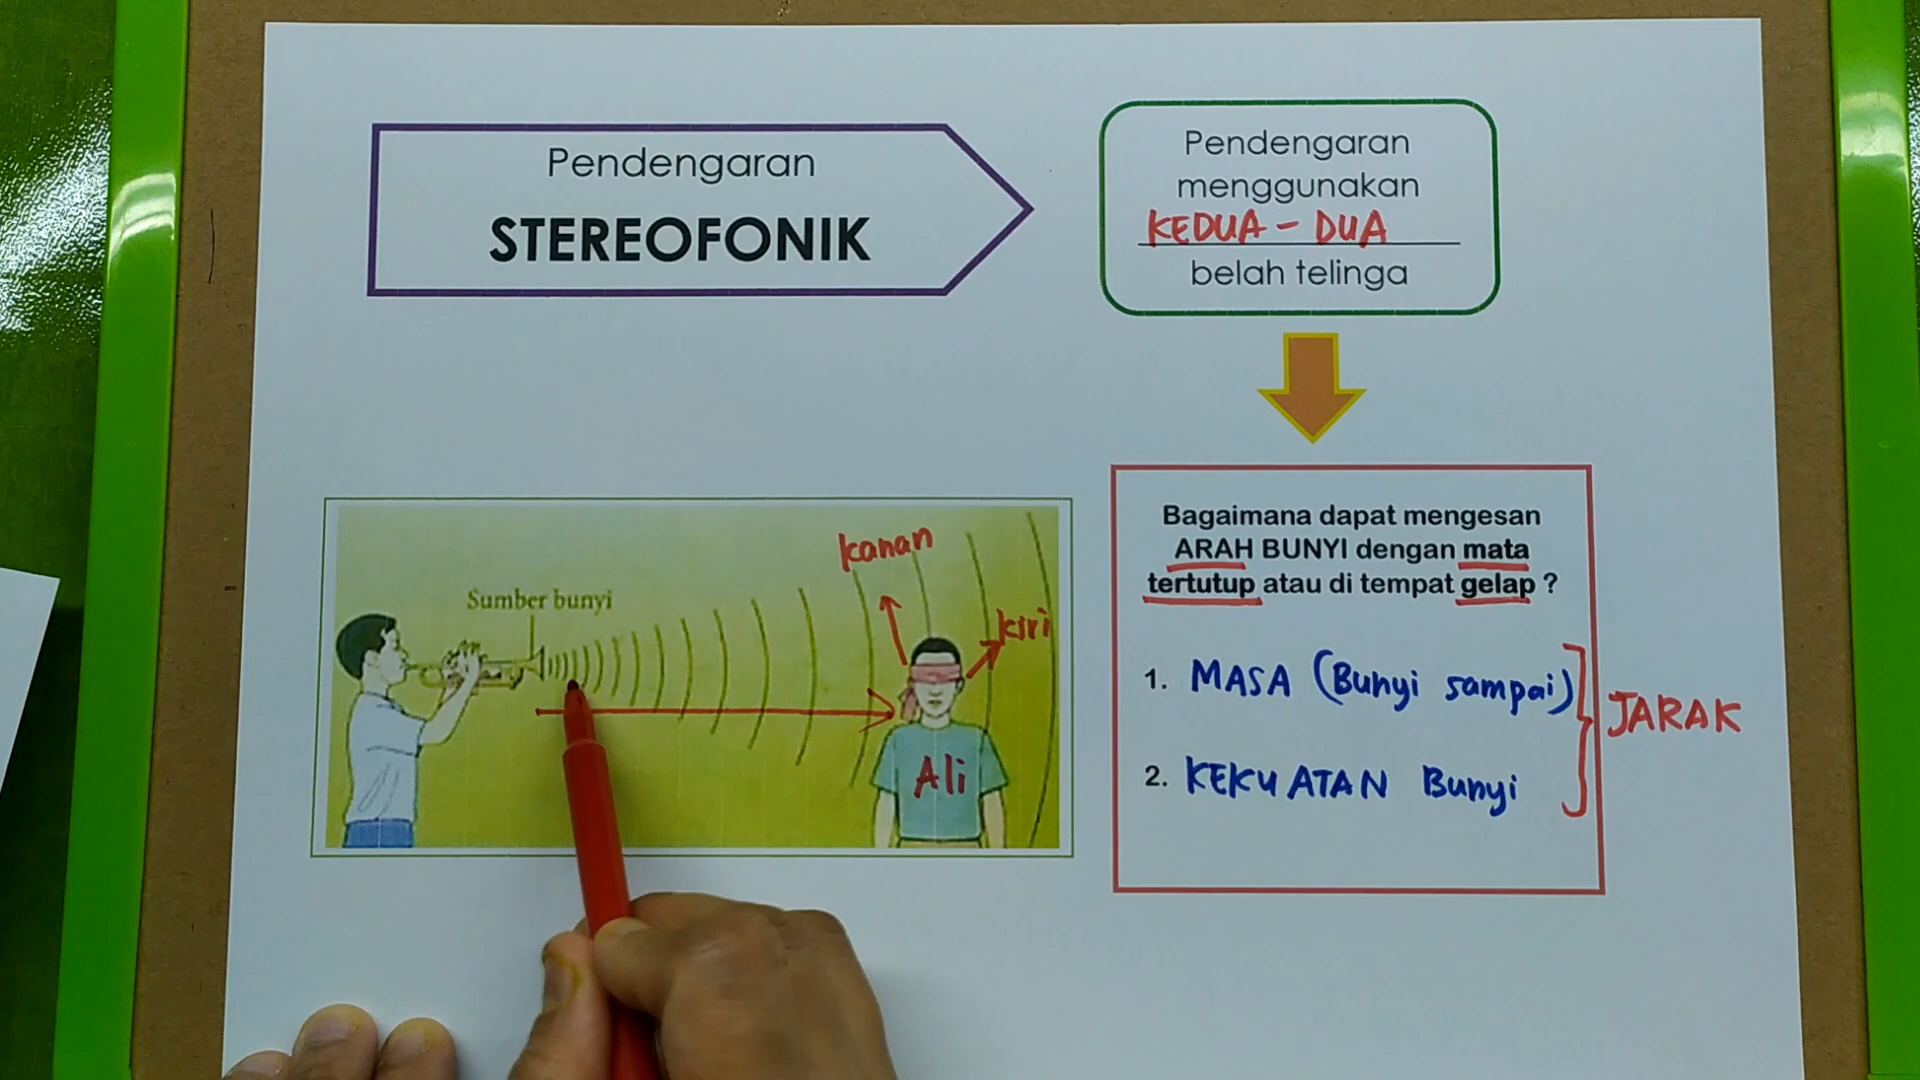 Pendengaran
STEREOFONIK
Pendengaran
menggunakan
KEDUA - DUA
belah telinga
Sumber bunyi
kanan
kiri
Ali
Bagaimana dapat mengesan
ARAH BUNYI dengan mata
tertutup atau di tempat gelap ?
1. MASA (Bunyi sampai)
2. KEKUATAN Bunyi
JARAK